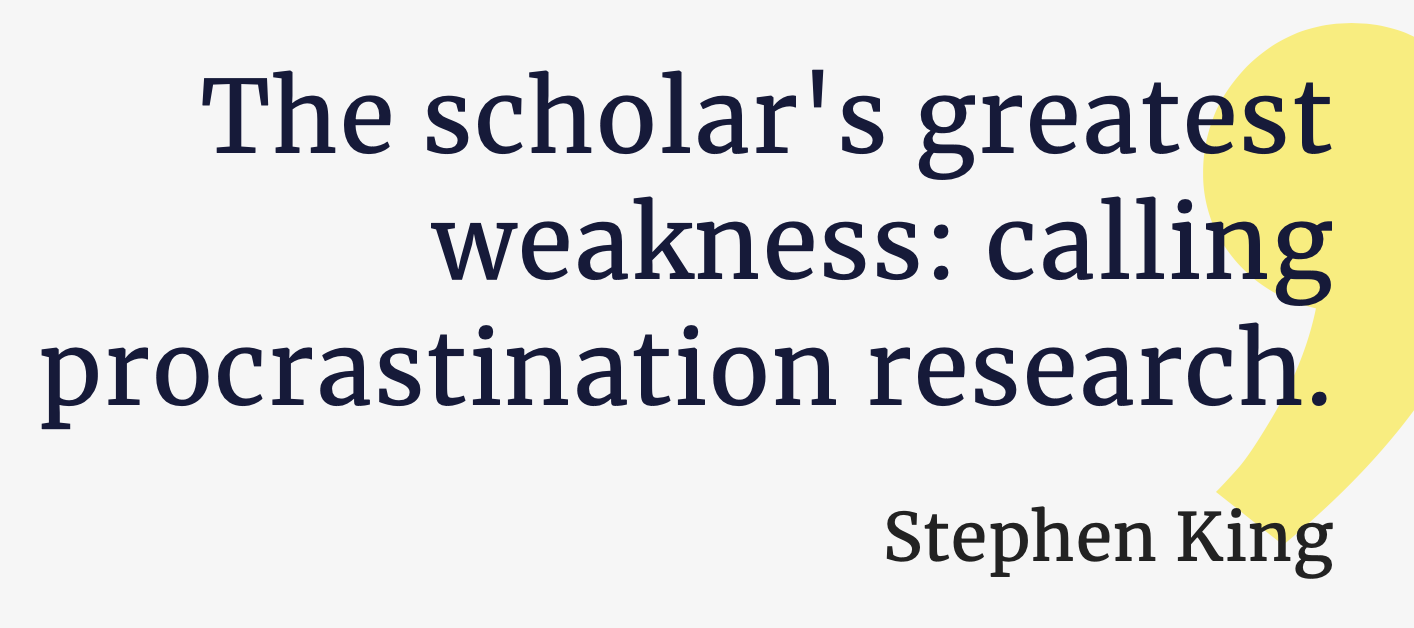 The scholar's greatest
weakness: calling
procrastination research.
Stephen King